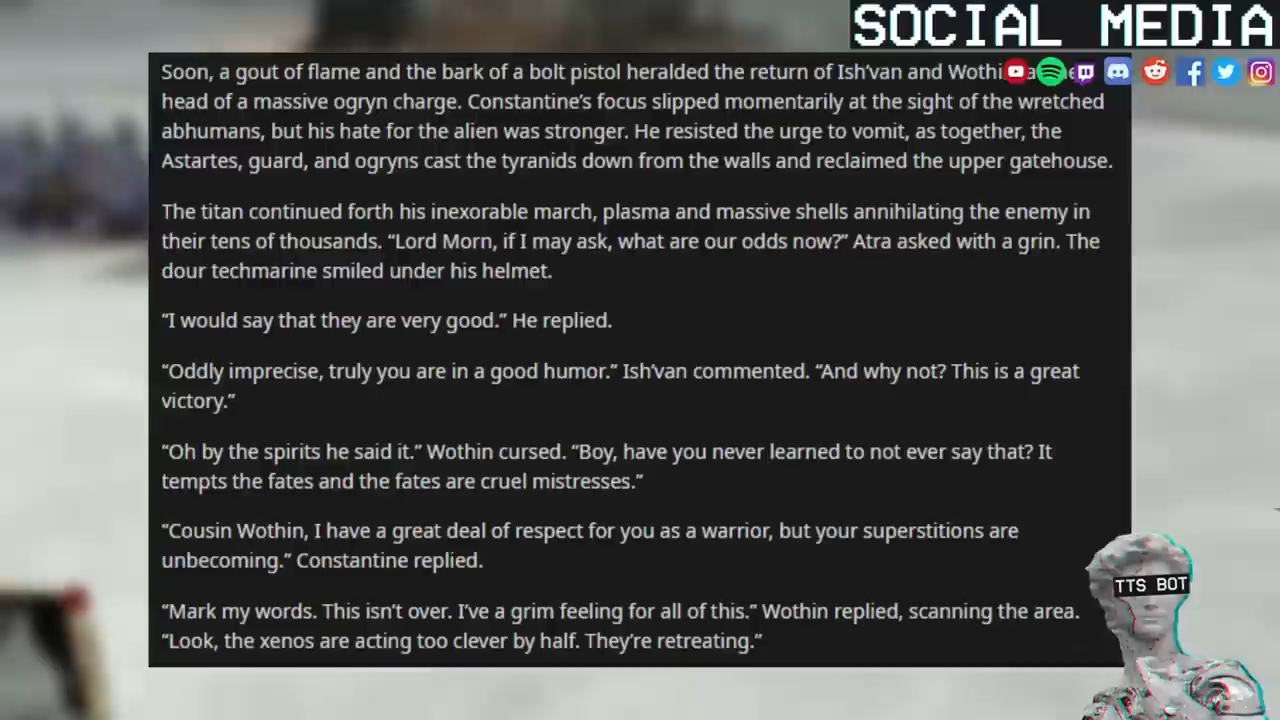 SOCIAL MEDIA
Soon, a gout of flame and the bark of a bolt pistol heralded the return of Ish’van and
head of a massive ogryn charge. Constantine’s focus slipped momentarily at the sight of the wretched
abhumans, but his hate for the alien was stronger. He resisted the urge to vomit, as together, the
Astartes, guard, and ogryns cast the tyranids down from the walls and reclaimed the upper gatehouse.
The titan continued forth his inexorable march, plasma and massive shells annihilating the enemy in
their tens of thousands. “Lord Morn, if I may ask, what are our odds now?” Atra asked with a grin. The
dour techmarine smiled under his helmet.
“I would say that they are very good.” He replied.
“Oddly imprecise, truly you are in a good humor.” Ish’van commented. “And why not? This is a great
victory.”
“Oh by the spirits he said it.” Wothin cursed. “Boy, have you never learned to not ever say that? It
tempts the fates and the fates are cruel mistresses.”
“Cousin Wothin, I have a great deal of respect for you as a warrior, but your superstitions are
unbecoming.” Constantine replied.
“Mark my words. This isn’t over. I’ve a grim feeling for all of this.” Wothin replied, scanning the area.
“Look, the xenos are acting too clever by half. They’re retreating.”
TTS BOT